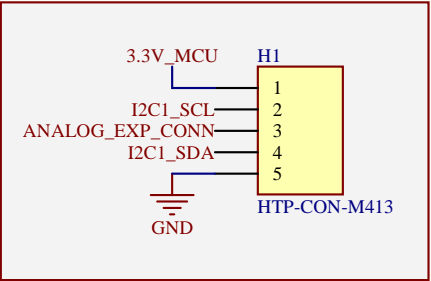 3.3V_MCU
H1
1
I2C1_SCL
2
ANALOG_EXP_CONN
3
I2C1_SDA
4
5
HTP-CON-M413
GND